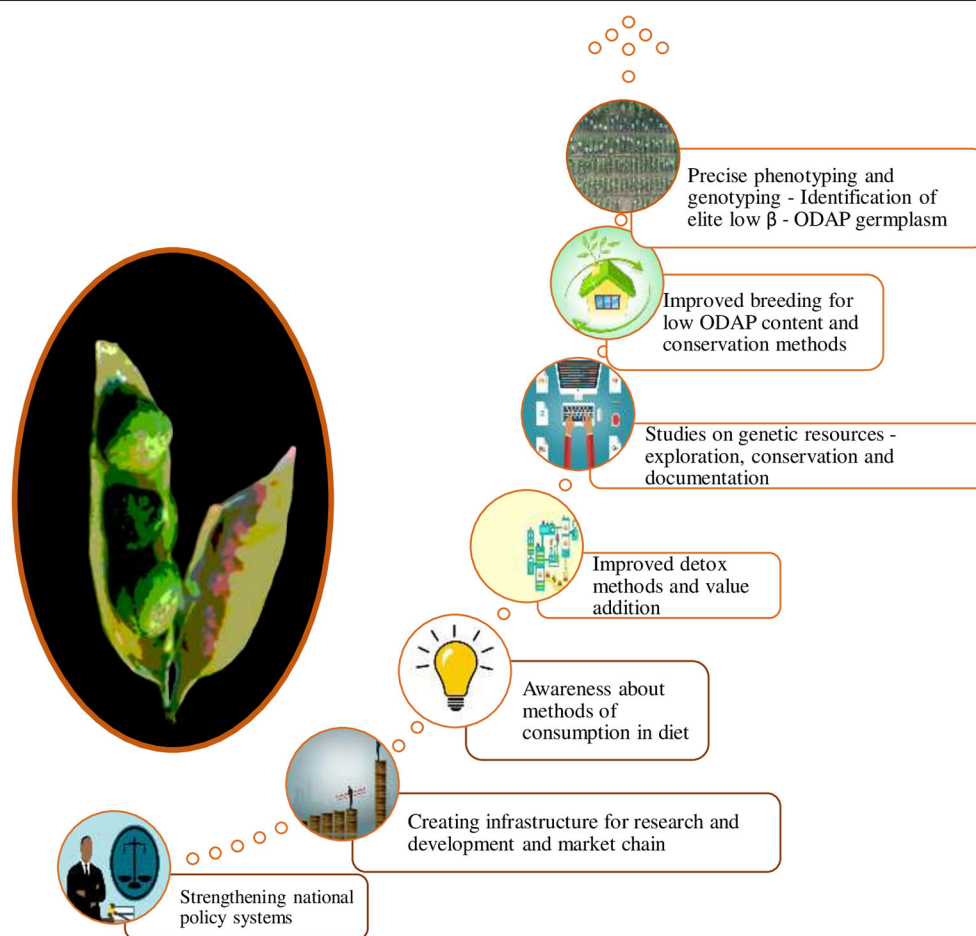 Precise phenotyping and
genotyping - Identification of
elite low β - ODAP germplasm
Improved breeding for
low ODAP content and
conservation methods
Studies on genetic resources -
exploration, conservation and
documentation
Improved detox
methods and value
addition
Awareness about
methods of
consumption in diet
Creating infrastructure for research and
development and market chain
Strengthening national
policy systems